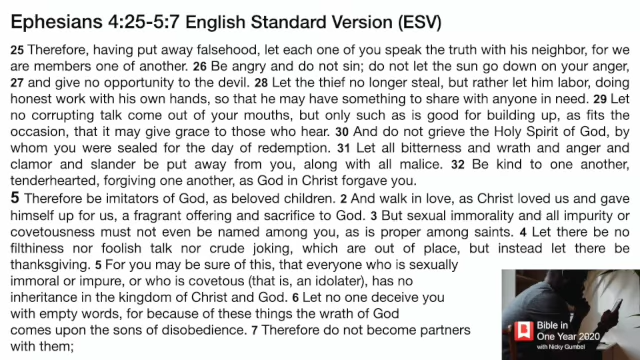 Ephesians 4:25-5:7 English Standard Version (ESV)
25 Therefore, having put away falsehood, let each one of you speak the truth with his neighbor, for we
are members one of another. 26 Be angry and do not sin; do not let the sun go down on your anger,
27 and give no opportunity to the devil. 28 Let the thief no longer steal, but rather let him labor, doing
honest work with his own hands, so that he may have something to share with anyone in need. 29 Let
no corrupting talk come out of your mouths, but only such as is good for building up, as fits the
occasion, that it may give grace to those who hear. 30 And do not grieve the Holy Spirit of God, by
whom you were sealed for the day of redemption. 31 Let all bitterness and wrath and anger and
clamor and slander be put away from you, along with all malice. 32 Be kind to one another,
tenderhearted, forgiving one another, as God in Christ forgave you.
5 Therefore be imitators of God, as beloved children. 2 And walk in love, as Christ loved us and gave
himself up for us, a fragrant offering and sacrifice to God. 3 But sexual immorality and all impurity or
covetousness must not even be named among you, as is proper among saints. 4 Let there be no
filthiness nor foolish talk nor crude joking, which are out of place, but instead let there be
thanksgiving. 5 For you may be sure of this, that everyone who is sexually
immoral or impure, or who is covetous (that is, an idolater), has no
inheritance in the kingdom of Christ and God. 6 Let no one deceive you
with empty words, for because of these things the wrath of God
comes upon the sons of disobedience. 7 Therefore do not become partners
with them;
Bible in
One Year 2020
with Nicky Gumbel